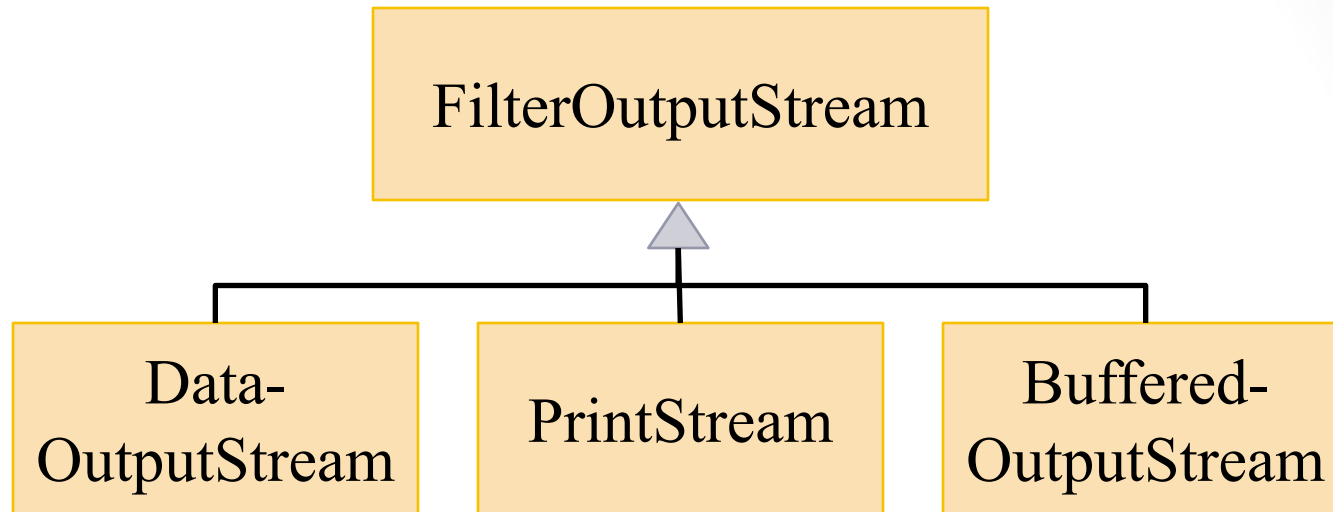 FilterOutputStream
Data-
OutputStream
PrintStream
Buffered-
OutputStream